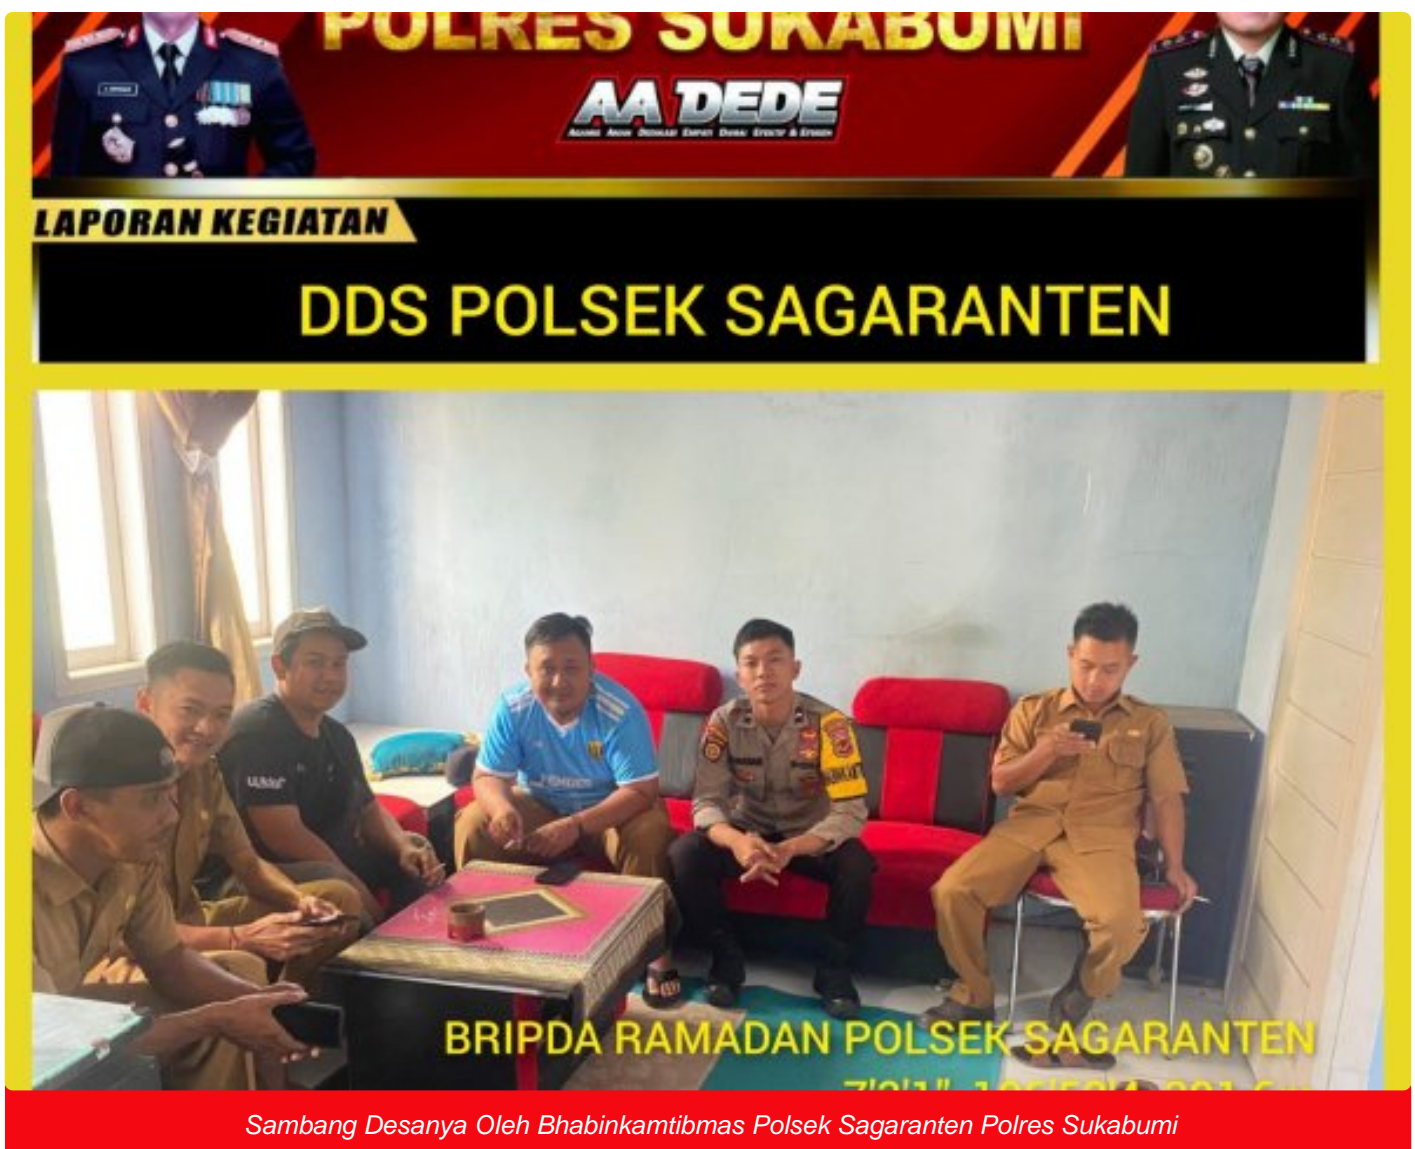 POLRES SUKABUMI
AA DEDE
LAPORAN KEGIATAN
DDS POLSEK SAGARANTEN
BRIPDA RAMADAN POLSEK SAGARANTEN
Sambang Desanya Oleh Bhabinkamtibmas Polsek Sagaranten Polres Sukabumi